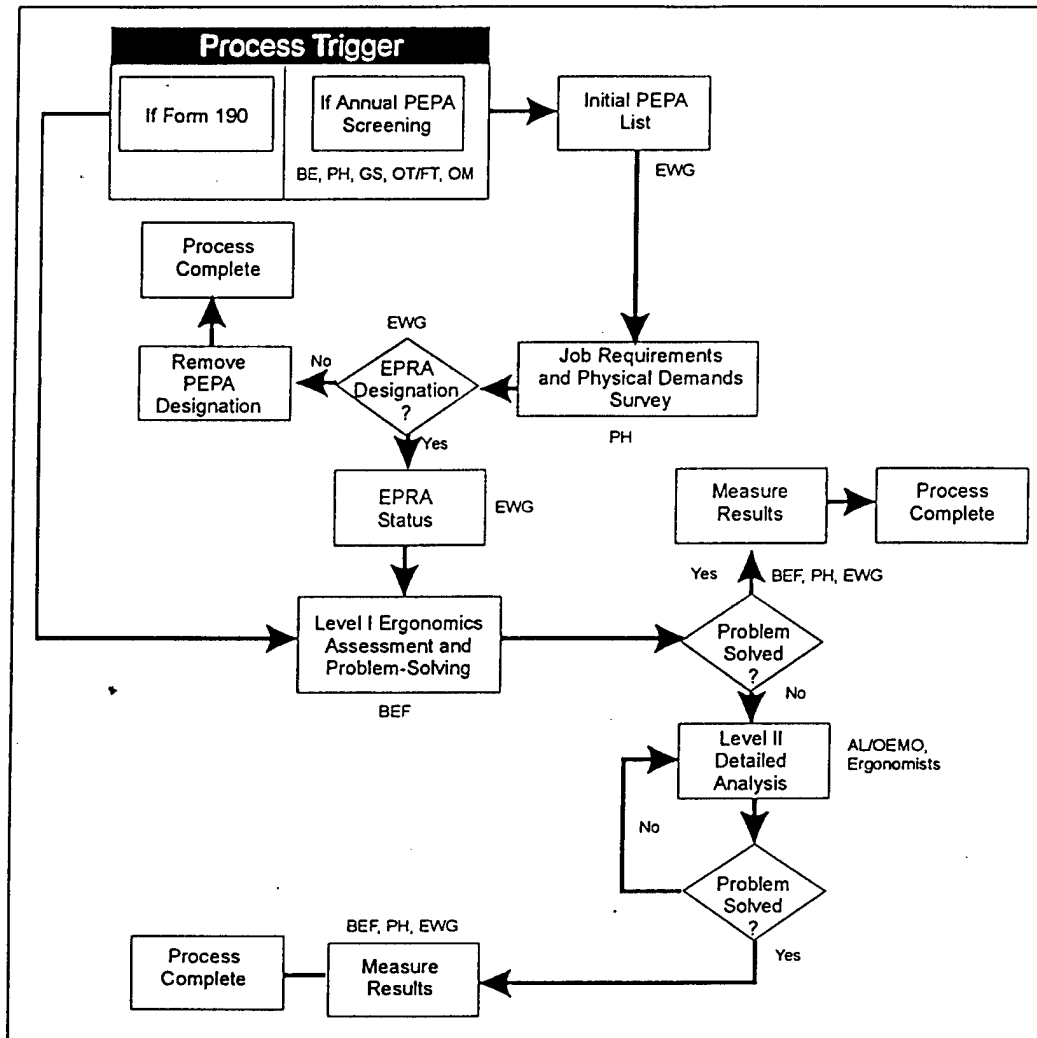 Process Trigger
If Form 190
If Annual PEPA
Screening
BE, PH, GS, OT/FT, OM
Initial PEPA
List
EWG
Process
Complete
Remove
PEPA
Designation
No
EWG
EPRA
Designation
?
Yes
Job Requirements
and Physical Demands
Survey
PH
EPRA
Status
EWG
Measure
Results
Process
Complete
Yes
BEF, PH, EWG
Level I Ergonomics
Assessment and
Problem-Solving
BEF
Problem
Solved
?
No
Level II
Detailed
Analysis
AL/OEMO,
Ergonomists
No
Problem
Solved
?
Yes
BEF, PH, EWG
Process
Complete
Measure
Results